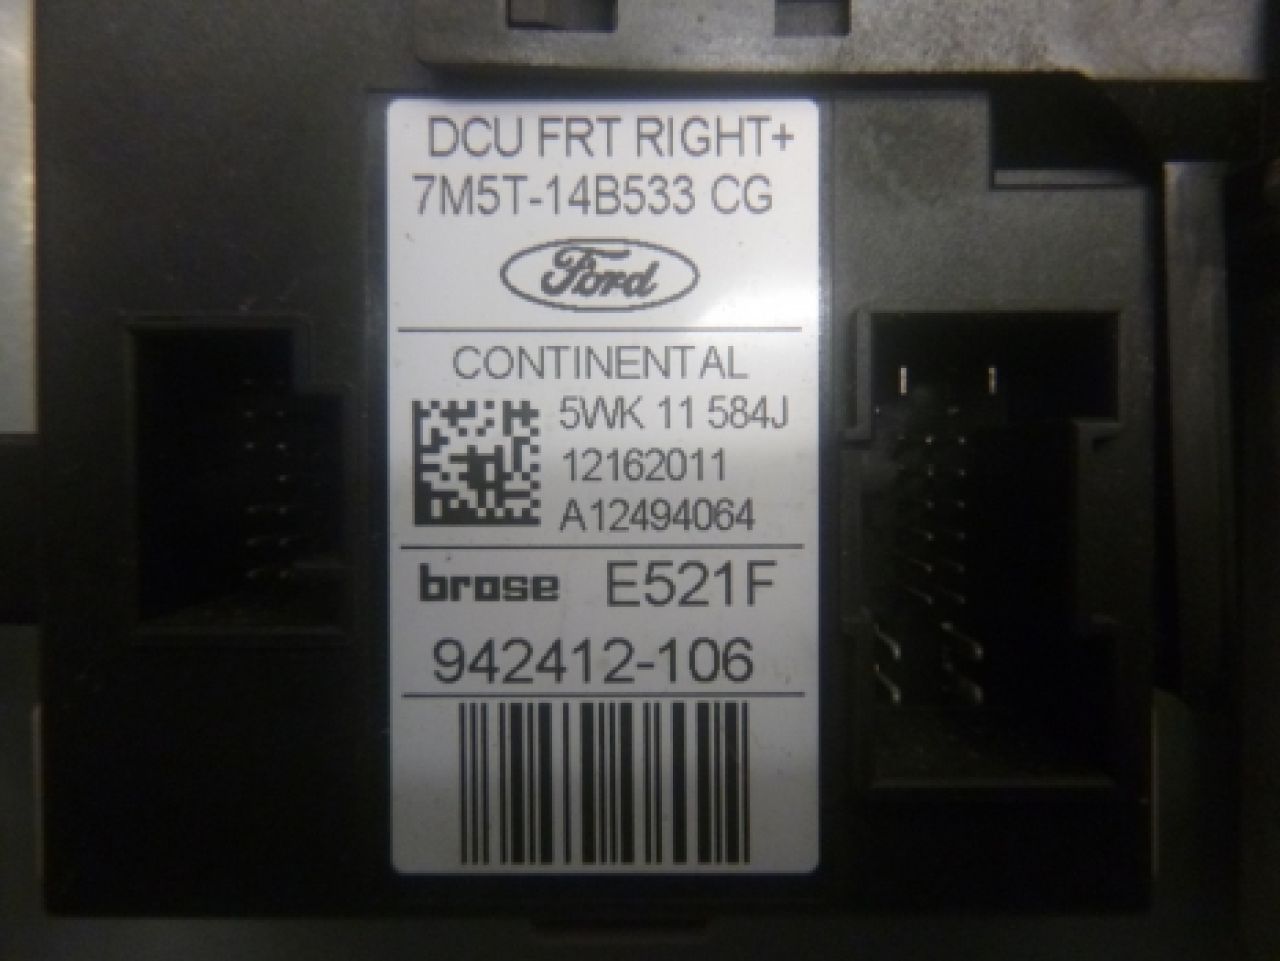 DCU FRT RIGHT+
7M5T-14B533 CG
Ford
CONTINENTAL
5WK 11 584J
12162011
A12494064
brose E521F
942412-106